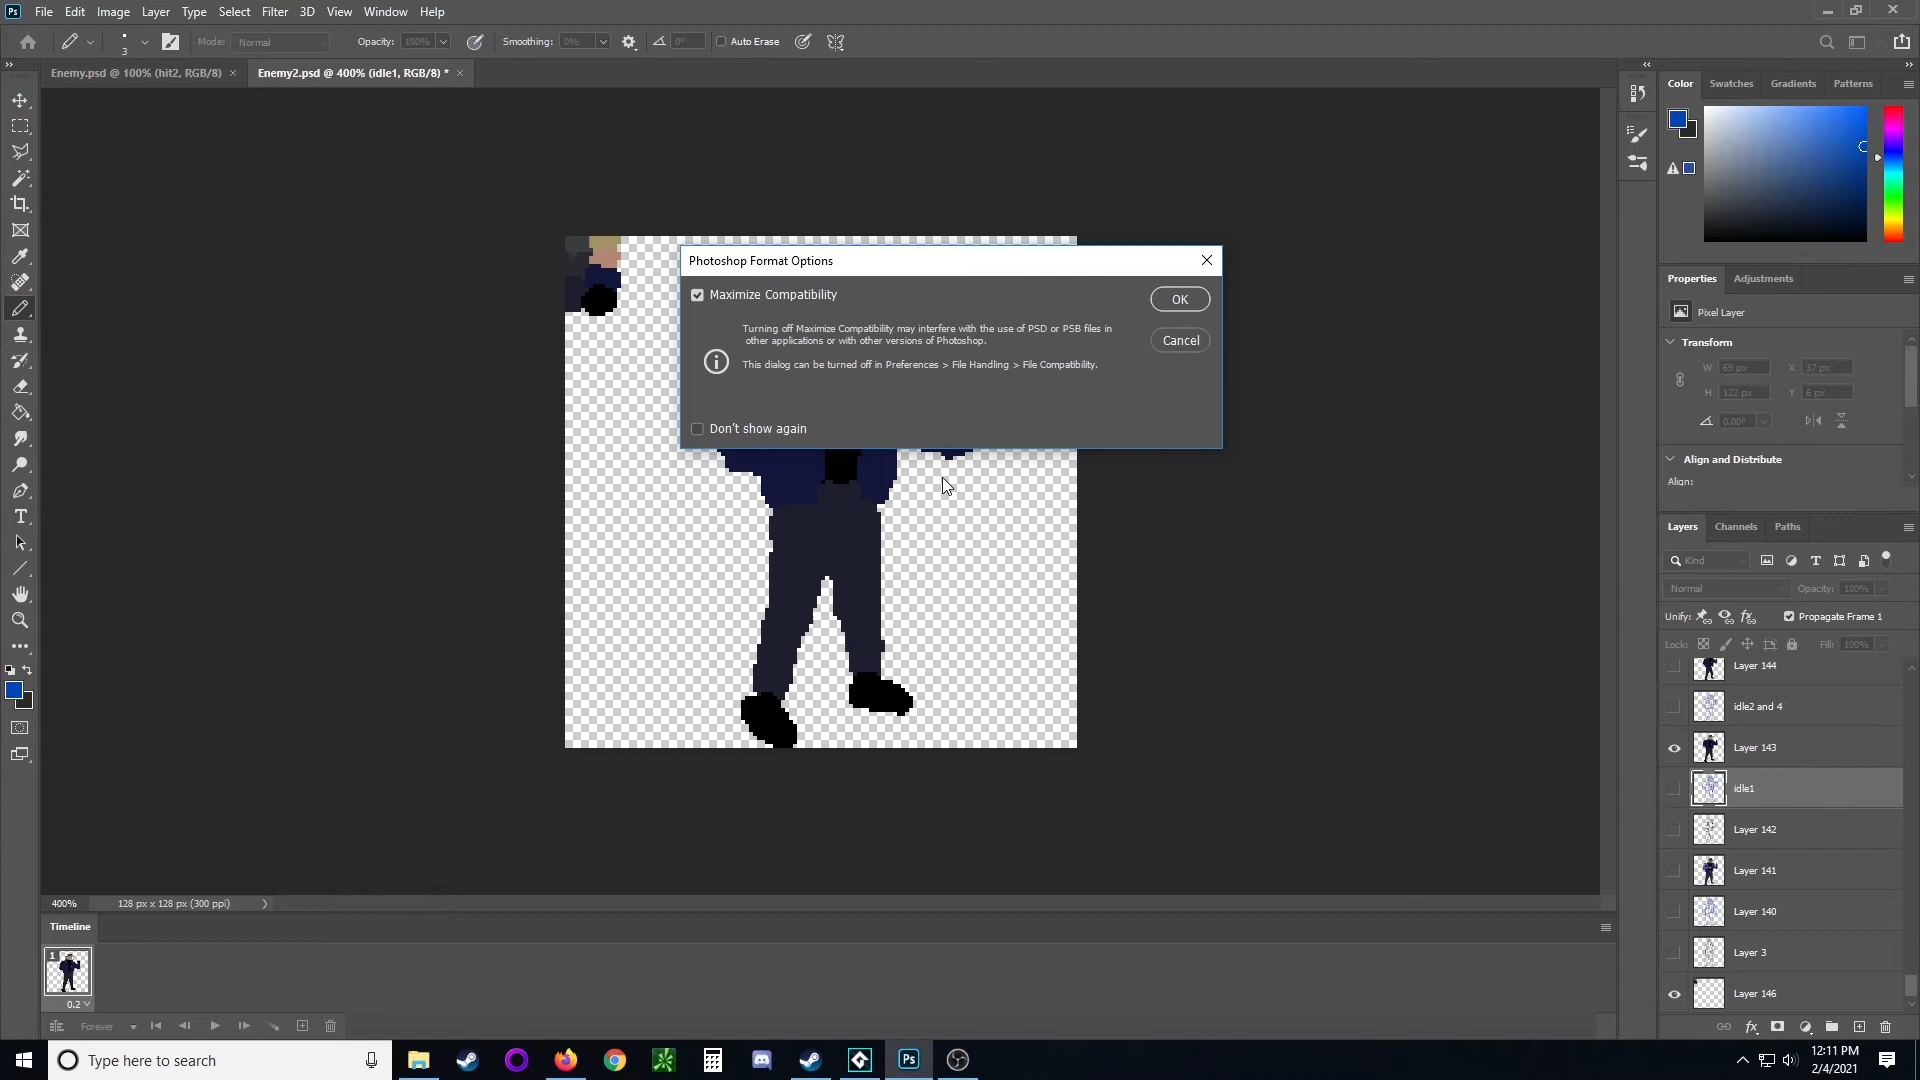 Ps File Edit Image Layer Type Select Filter 3D View Window Help
3 Mode: Normal Opacity: 100% Smoothing: 0% 0° Auto Erase
Enemy.psd @ 100% (hit2, RGB/8) × Enemy2.psd @ 400% (idle1, RGB/8) * ×
Color Swatches Gradients Patterns
Photoshop Format Options
Maximize Compatibility
OK
Turning off Maximize Compatibility may interfere with the use of PSD or PSB files in
other applications or with other versions of Photoshop.
Cancel
This dialog can be turned off in Preferences > File Handling > File Compatibility.
Don't show again
Properties Adjustments
Pixel Layer
Transform
W 69 px X 37 px
H 122 px Y 6 px
0.00°
Align and Distribute
Align:
Layers Channels Paths
Kind
Normal Opacity: 100%
Unify: Propagate Frame 1
Lock: Fill: 100%
Layer 144
idle2 and 4
Layer 143
idle1
Layer 142
Layer 141
Layer 140
Layer 3
Layer 146
400% 128 px x 128 px (300 ppi)
Timeline
1
0.2
Forever
Type here to search
Ps
12:11 PM
2/4/2021